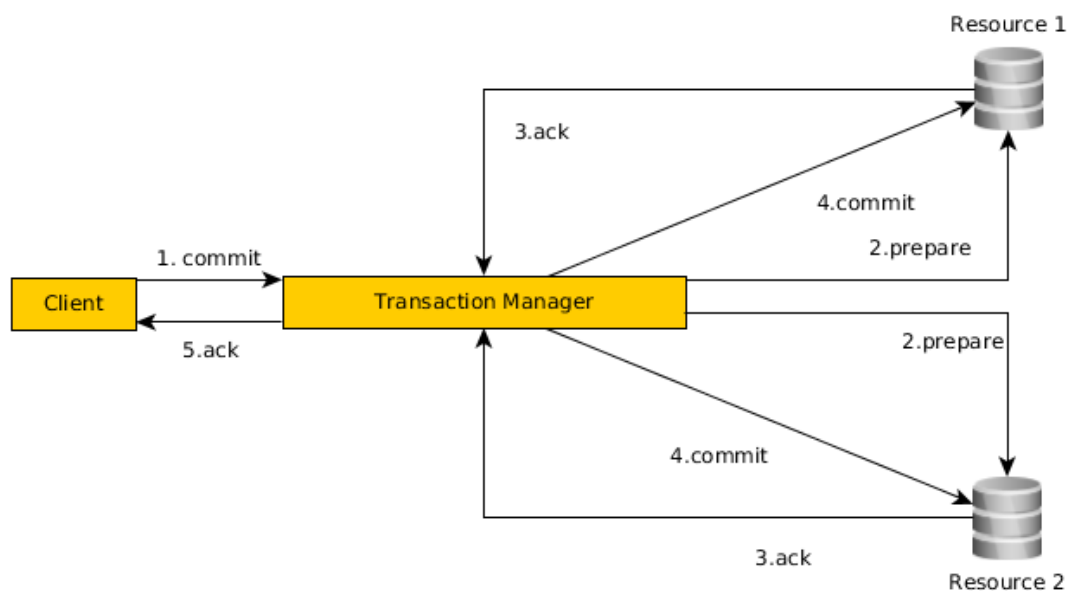 Resource 1
3.ack
4.commit
2.prepare
1. commit
Client
Transaction Manager
5.ack
2.prepare
4.commit
3.ack
Resource 2